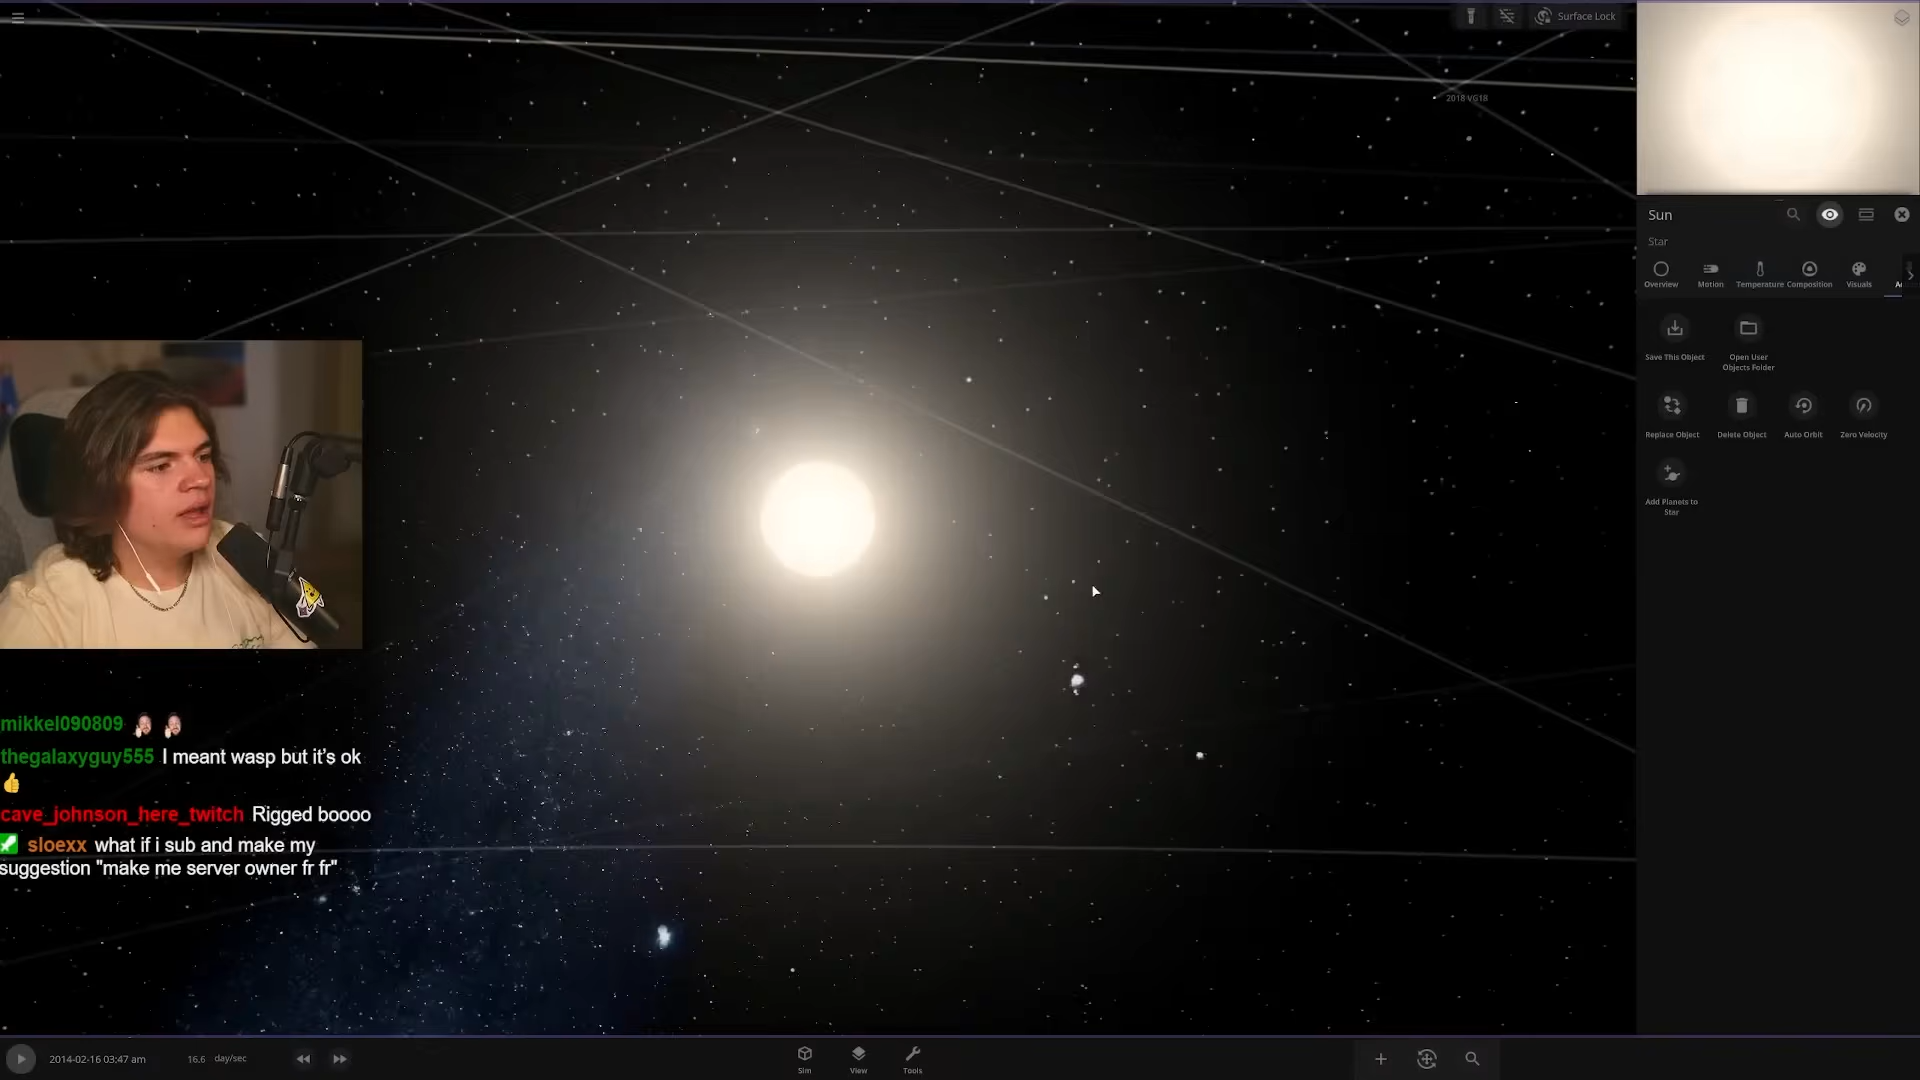 Surface Lock
2018 VG18
Sun
Star
Overview
Motion
Temperature
Composition
Visuals
Save This Object
Open User
Objects Folder
Replace Object
Delete Object
Auto Orbit
Zero Velocity
Add Planets to
Star
mikkel090809
thegalaxyguy555 I meant wasp but it’s ok
cave_johnson_here_twitch Rigged boooo
sloexx what if i sub and make my
suggestion "make me server owner fr fr"
2014-02-16 03:47 am
16.6 day/sec
Sim
View
Tools